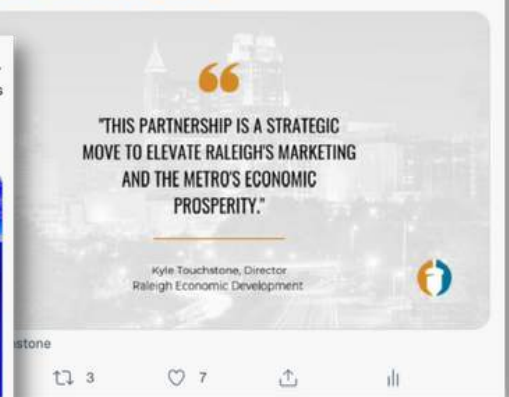 "THIS PARTNERSHIP IS A STRATEGIC
MOVE TO ELEVATE RALEIGH'S MARKETING
AND THE METRO'S ECONOMIC
PROSPERITY."
Kyle Touchstone, Director
Raleigh Economic Development
stone
3 7